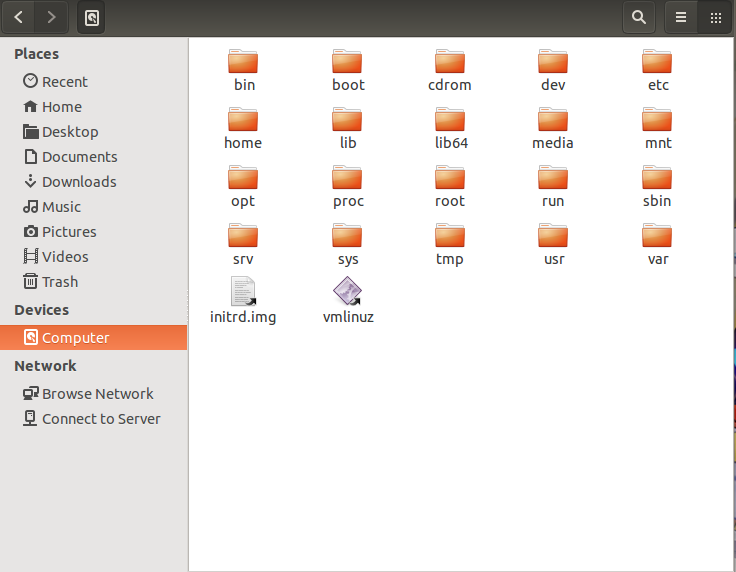 Places
Recent
Home
Desktop
Documents
Downloads
Music
Pictures
Videos
Trash
Devices
Computer
Network
Browse Network
Connect to Server
bin boot cdrom dev etc
home lib lib64 media mnt
opt proc root run sbin
srv sys tmp usr var
initrd.img vmlinuz